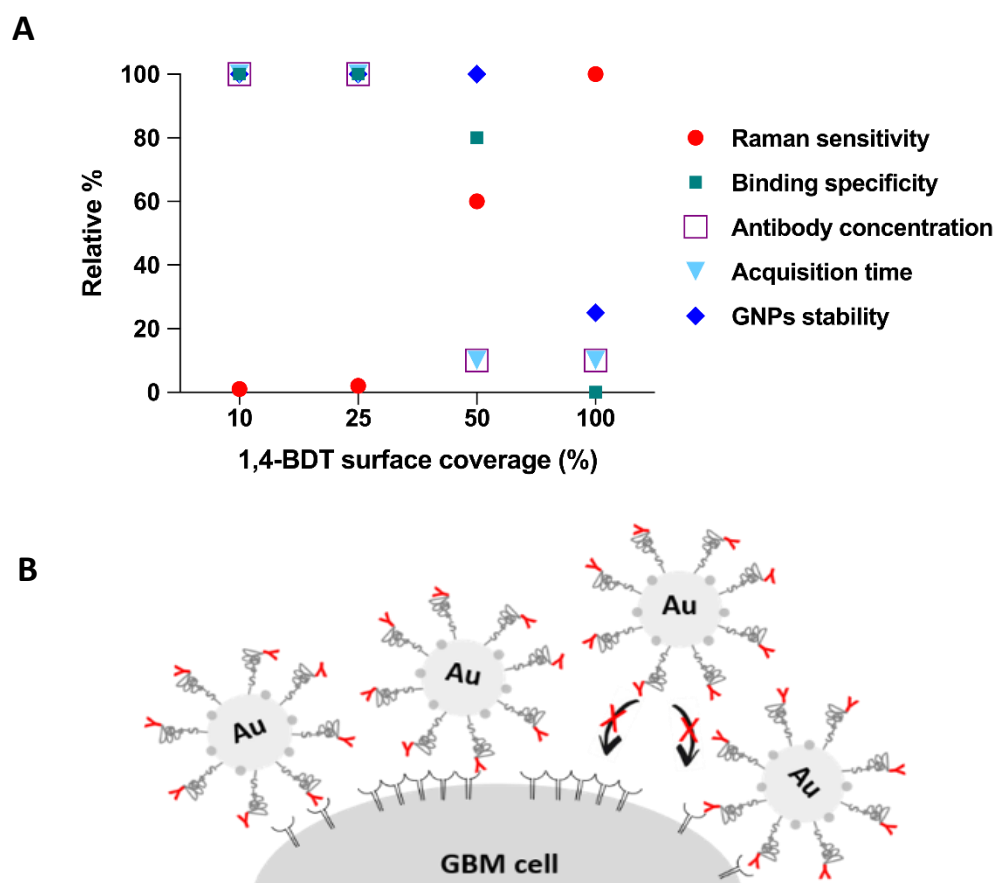 A
100
80
60
40
20
0
Relative %
10 25 50 100
1,4-BDT surface coverage (%)
Raman sensitivity
Binding specificity
Antibody concentration
Acquisition time
GNPs stability
B
Au
Au
Au
Au
GBM cell